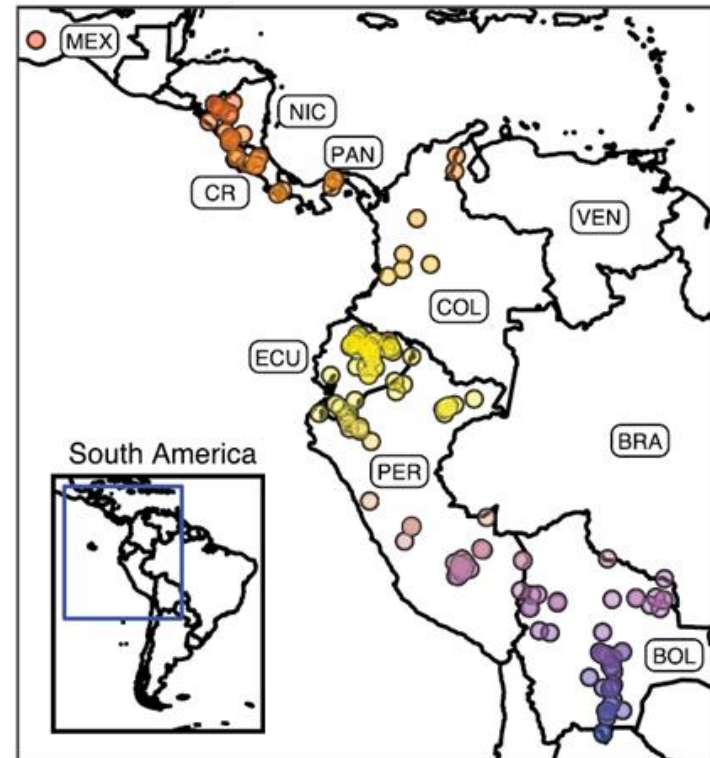 MEX
NIC
PAN
CR
VEN
COL
ECU
BRA
PER
South America
BOL